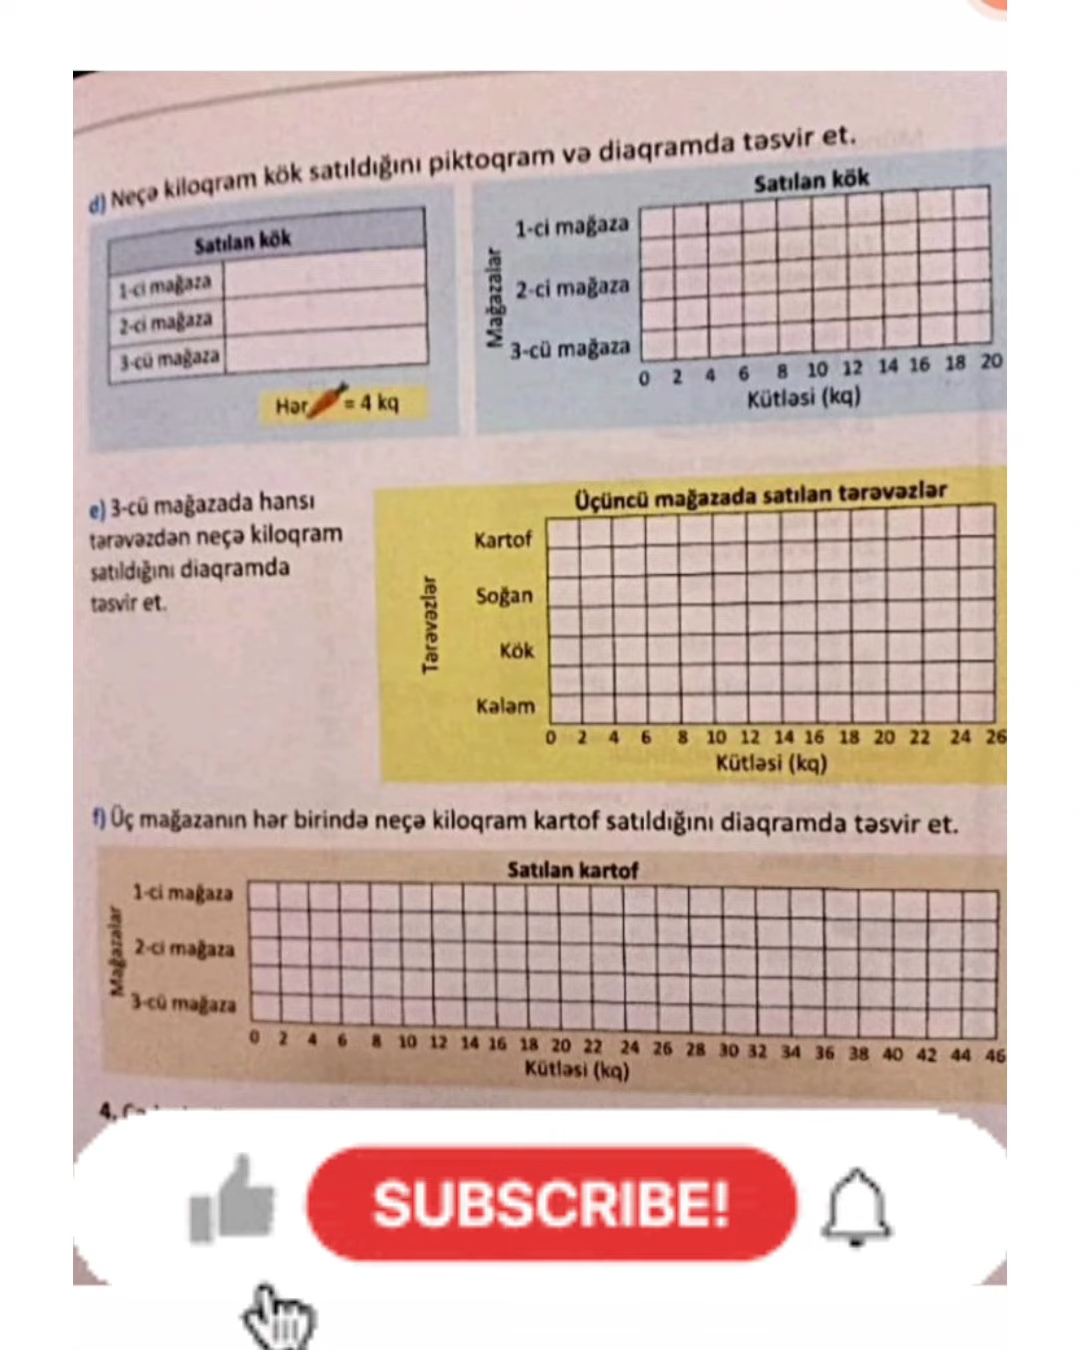 d) Neçə kiloqram kök satıldığını piktoqram və diaqramda təsvir et.
Satılan kök
1-ci mağaza
2-ci mağaza
3-cü mağaza
Hər = 4 kq
Satılan kök
Mağazalar
1-ci mağaza
2-ci mağaza
3-cü mağaza
0 2 4 6 8 10 12 14 16 18 20
Kütləsi (kq)
e) 3-cü mağazada hansı
tərəvəzdən neçə kiloqram
satıldığını diaqramda
təsvir et.
Üçüncü mağazada satılan tərəvəzlər
Tərəvəzlər
Kartof
Soğan
Kök
Kələm
0 2 4 6 8 10 12 14 16 18 20 22 24 26
Kütləsi (kq)
f) Üç mağazanın hər birində neçə kiloqram kartof satıldığını diaqramda təsvir et.
Satılan kartof
Mağazalar
1-ci mağaza
2-ci mağaza
3-cü mağaza
0 2 4 6 8 10 12 14 16 18 20 22 24 26 28 30 32 34 36 38 40 42 44 46
Kütləsi (kq)
4.
SUBSCRIBE!